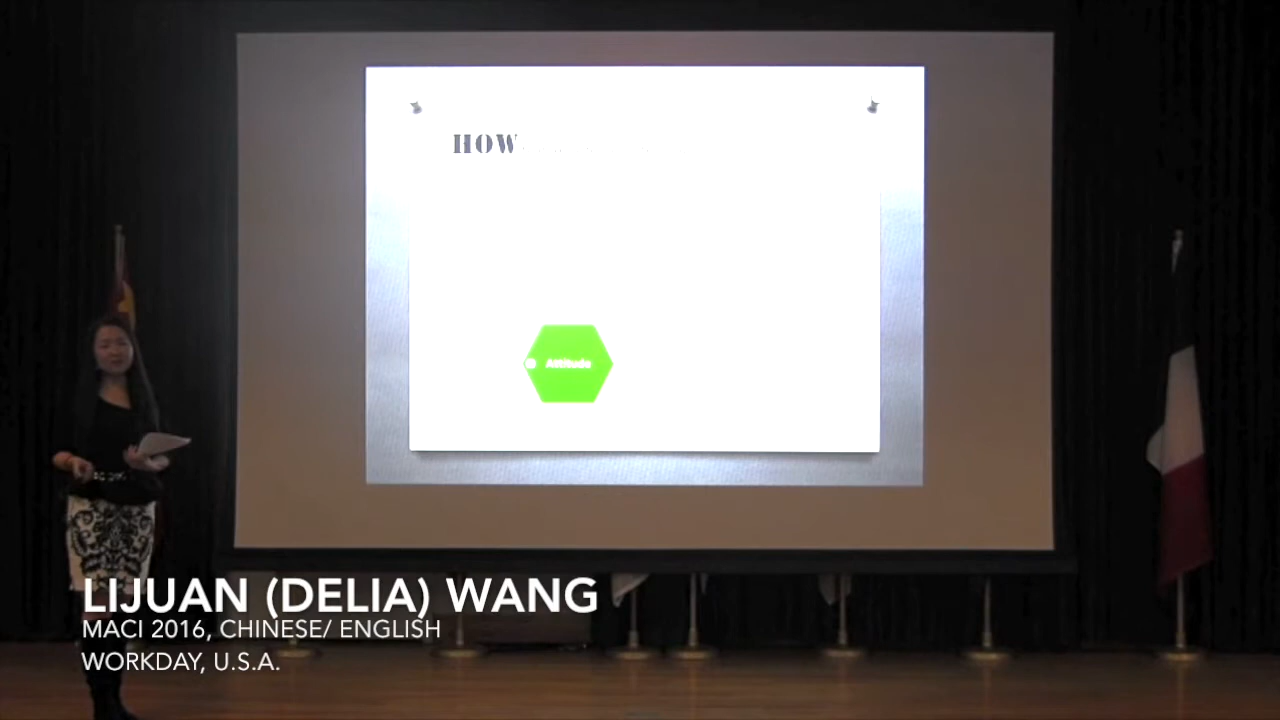 HOW
Attitude
LIJUAN (DELIA) WANG
MACI 2016, CHINESE/ ENGLISH
WORKDAY, U.S.A.